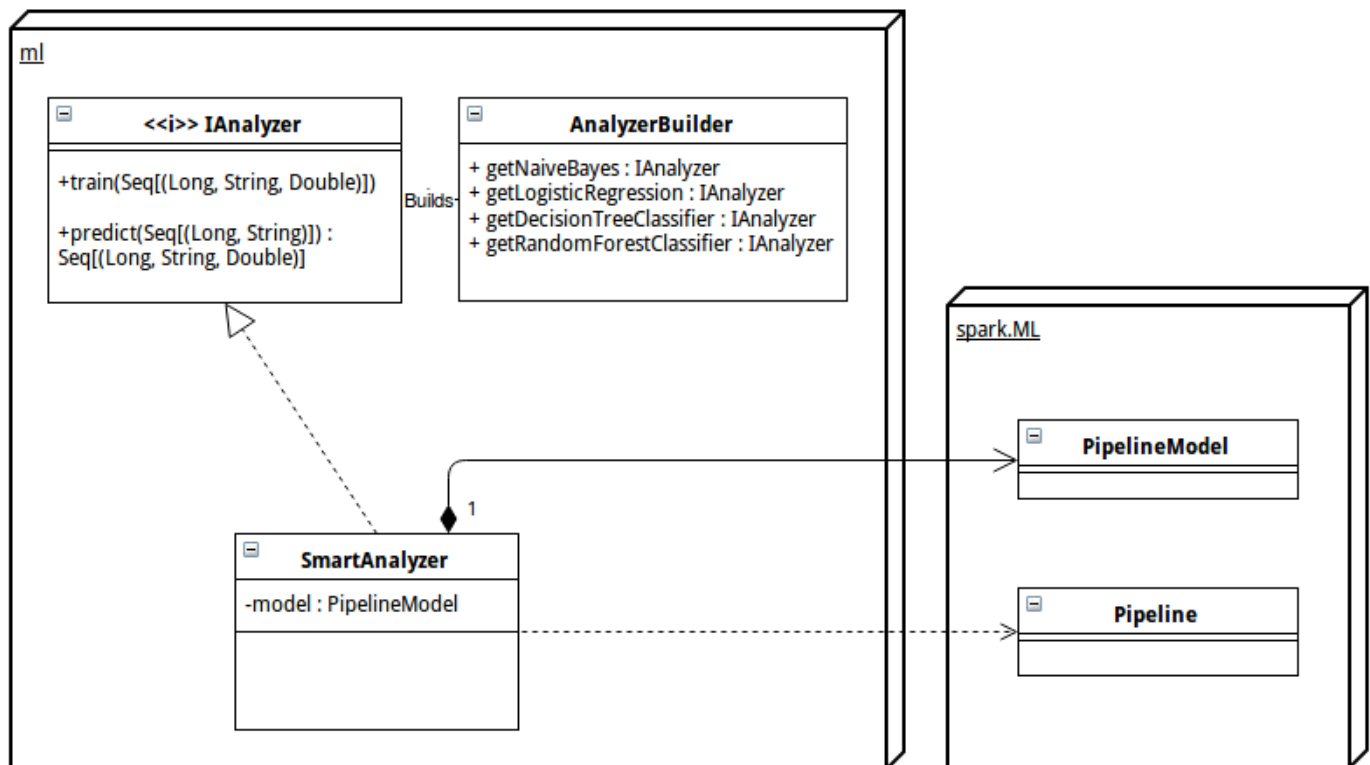 ml
<<i>> IAnalyzer
+train(Seq[(Long, String, Double)])
+predict(Seq[(Long, String)]) :
Seq[(Long, String, Double)]
Builds
AnalyzerBuilder
+ getNaiveBayes : IAnalyzer
+ getLogisticRegression : IAnalyzer
+ getDecisionTreeClassifier : IAnalyzer
+ getRandomForestClassifier : IAnalyzer
spark.ML
PipelineModel
1
SmartAnalyzer
-model : PipelineModel
Pipeline